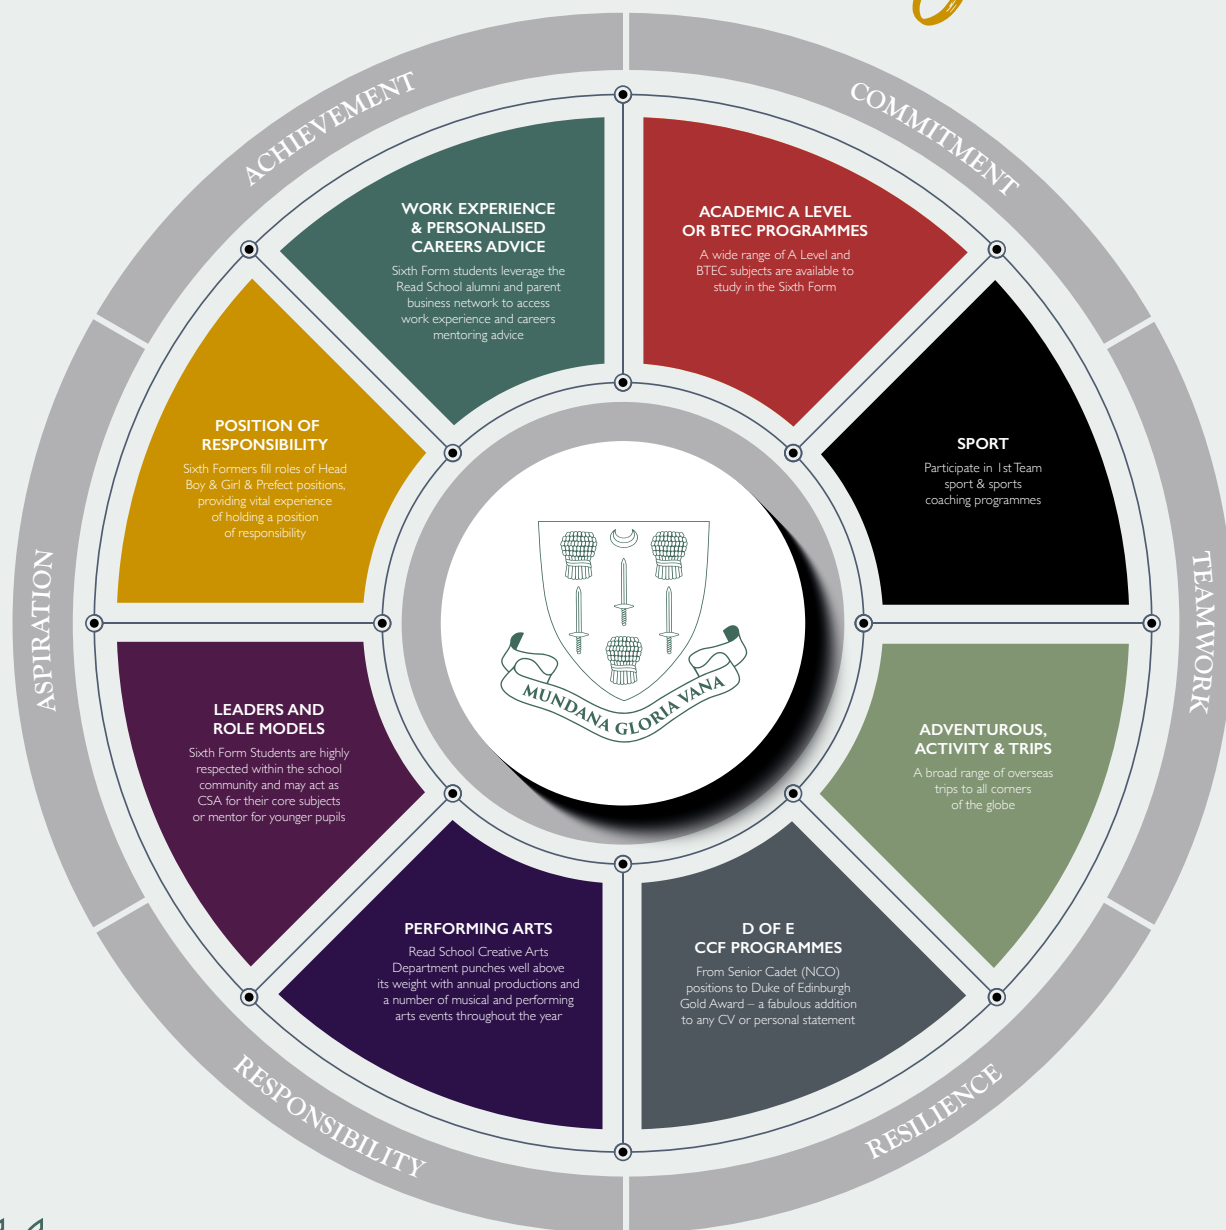 ACHIEVEMENT
COMMITMENT
TEAMWORK
RESILIENCE
RESPONSIBILITY
ASPIRATION
WORK EXPERIENCE
& PERSONALISED
CAREERS ADVICE
Sixth Form students leverage the
Read School alumni and parent
business network to access
work experience and careers
mentoring advice
ACADEMIC A LEVEL
OR BTEC PROGRAMMES
A wide range of A Level and
BTEC subjects are available to
study in the Sixth Form
SPORT
Participate in 1st Team
sport & sports
coaching programmes
ADVENTUROUS,
ACTIVITY & TRIPS
A broad range of overseas
trips to all corners
of the globe
D OF E
CCF PROGRAMMES
From Senior Cadet (NCO)
positions to Duke of Edinburgh
Gold Award – a fabulous addition
to any CV or personal statement
PERFORMING ARTS
Read School Creative Arts
Department punches well above
its weight with annual productions and
a number of musical and performing
arts events throughout the year
LEADERS AND
ROLE MODELS
Sixth Form Students are highly
respected within the school
community and may act as
CSA for their core subjects
or mentor for younger pupils
POSITION OF
RESPONSIBILITY
Sixth Formers fill roles of Head
Boy & Girl & Prefect positions,
providing vital experience
of holding a position
of responsibility
MUNDANA GLORIA VANA